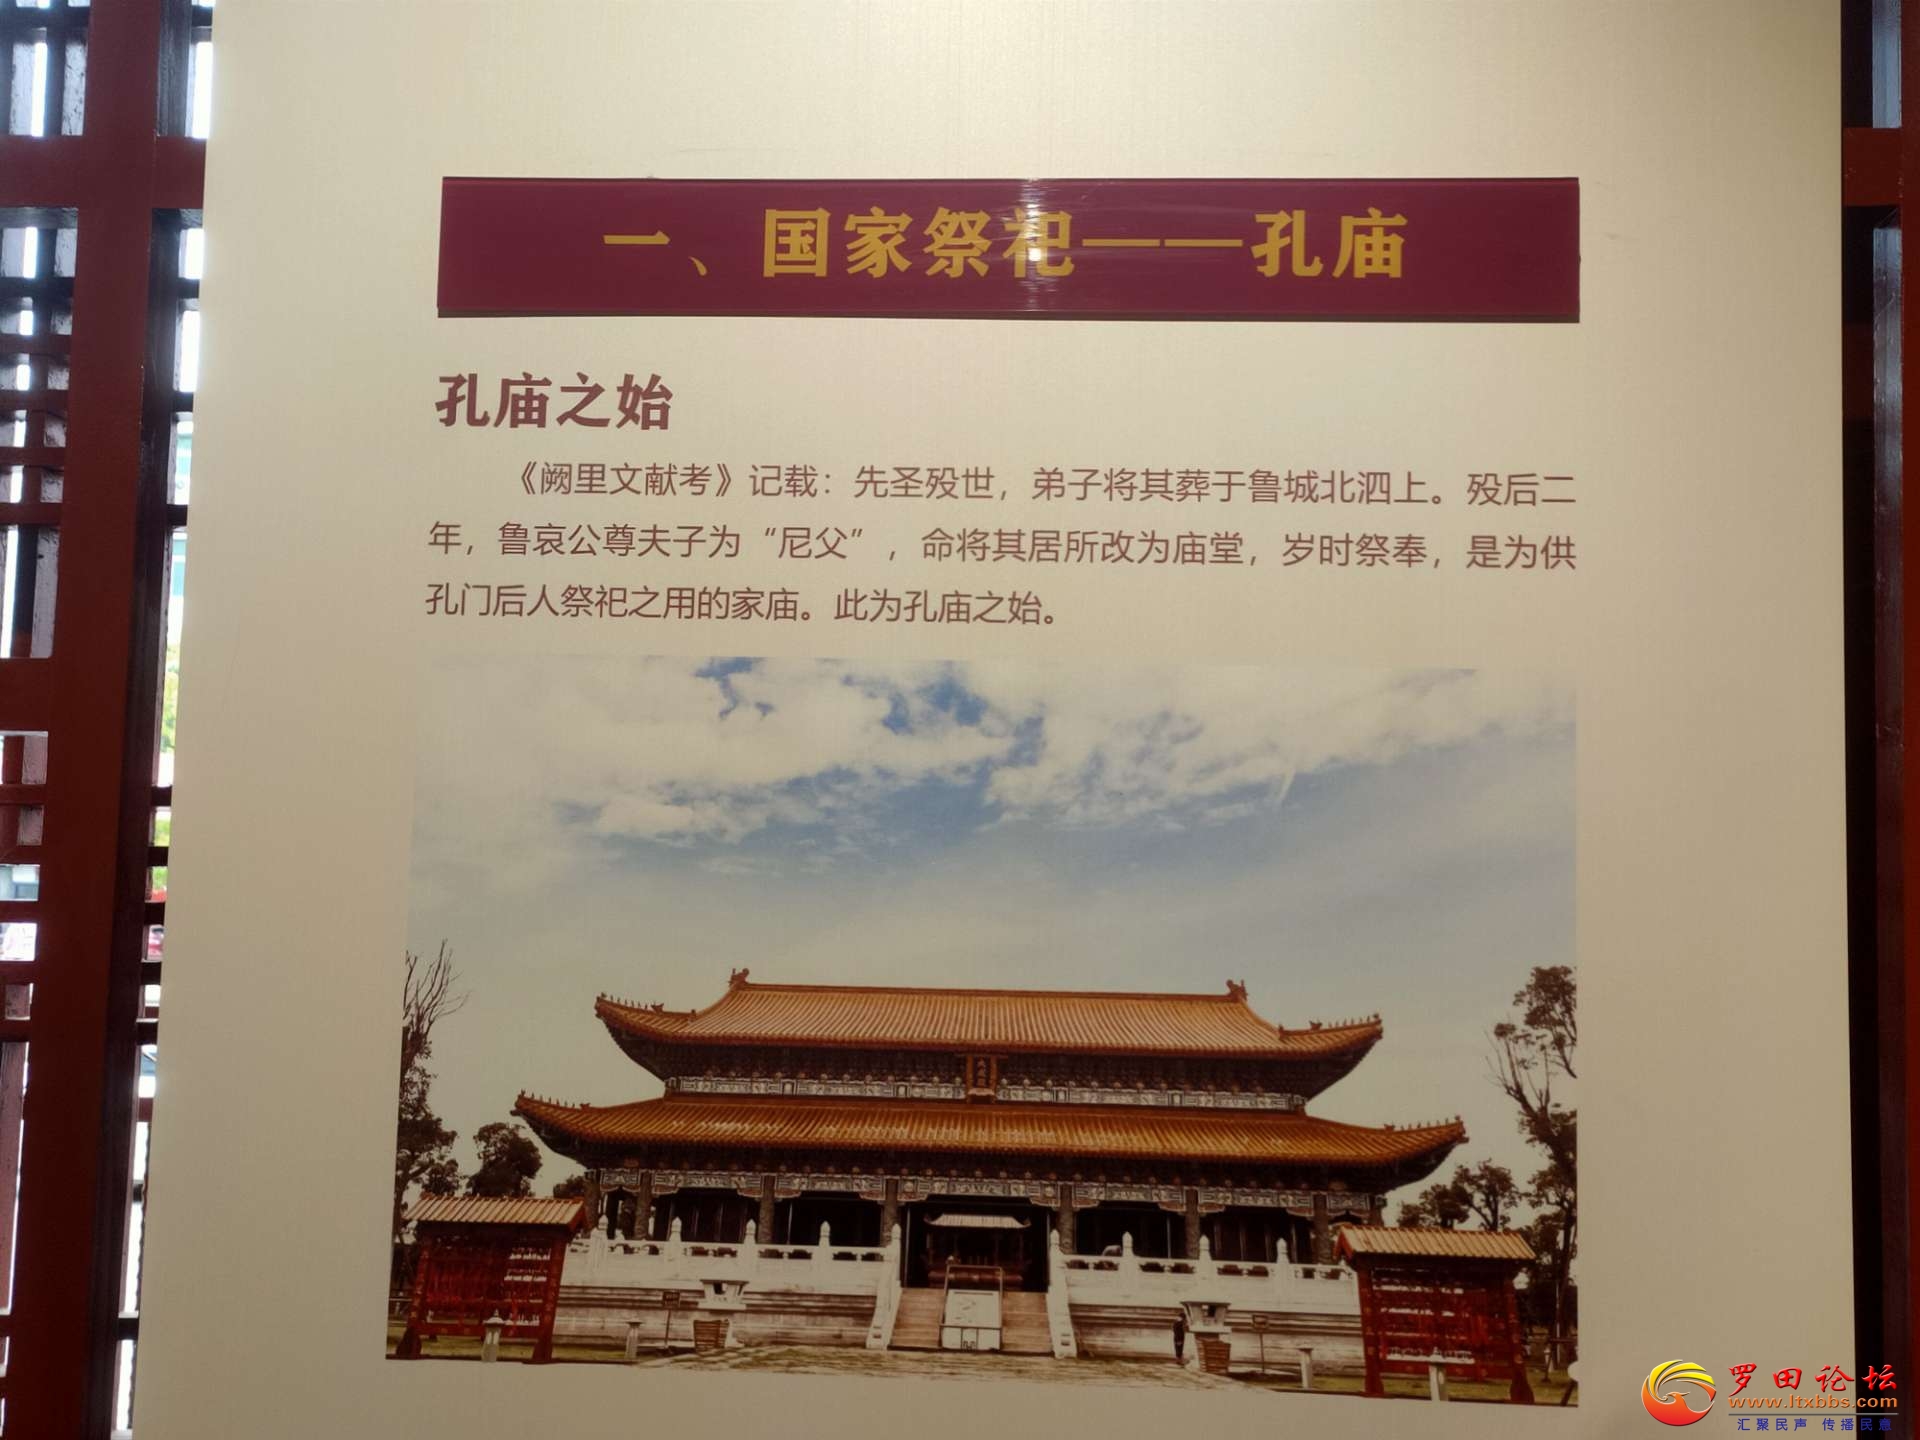 一、国家祭祀——孔庙
孔庙之始
《阙里文献考》记载：先圣殁世，弟子将其葬于鲁城北泗上。殁后二
年，鲁哀公尊夫子为“尼父”，命将其居所改为庙堂，岁时祭奉，是为供
孔门后人祭祀之用的家庙。此为孔庙之始。
罗田论坛
www.ltxbbs.com
汇聚民声 传播民意